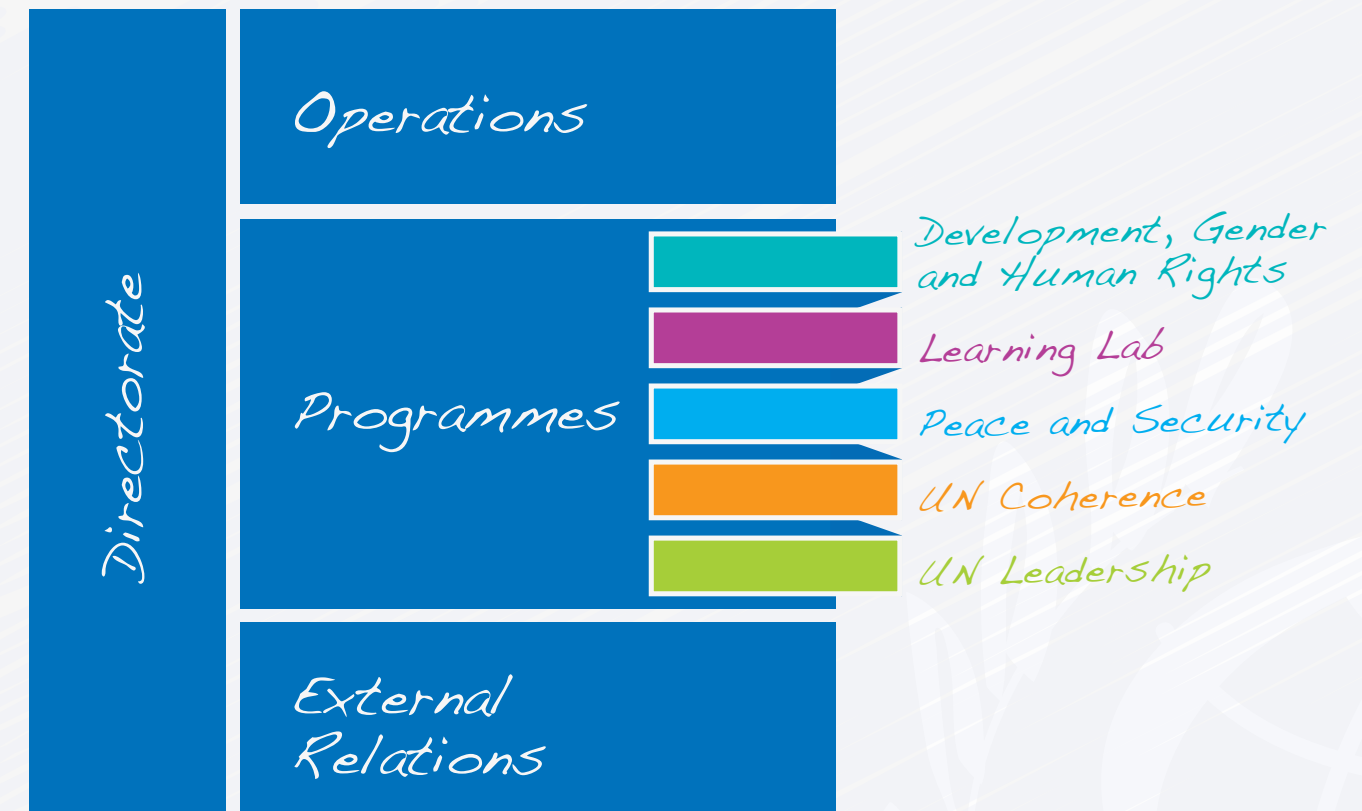 Directorate
Operations
Programmes
Development, Gender
and Human Rights
Learning Lab
Peace and Security
UN Coherence
UN Leadership
External
Relations